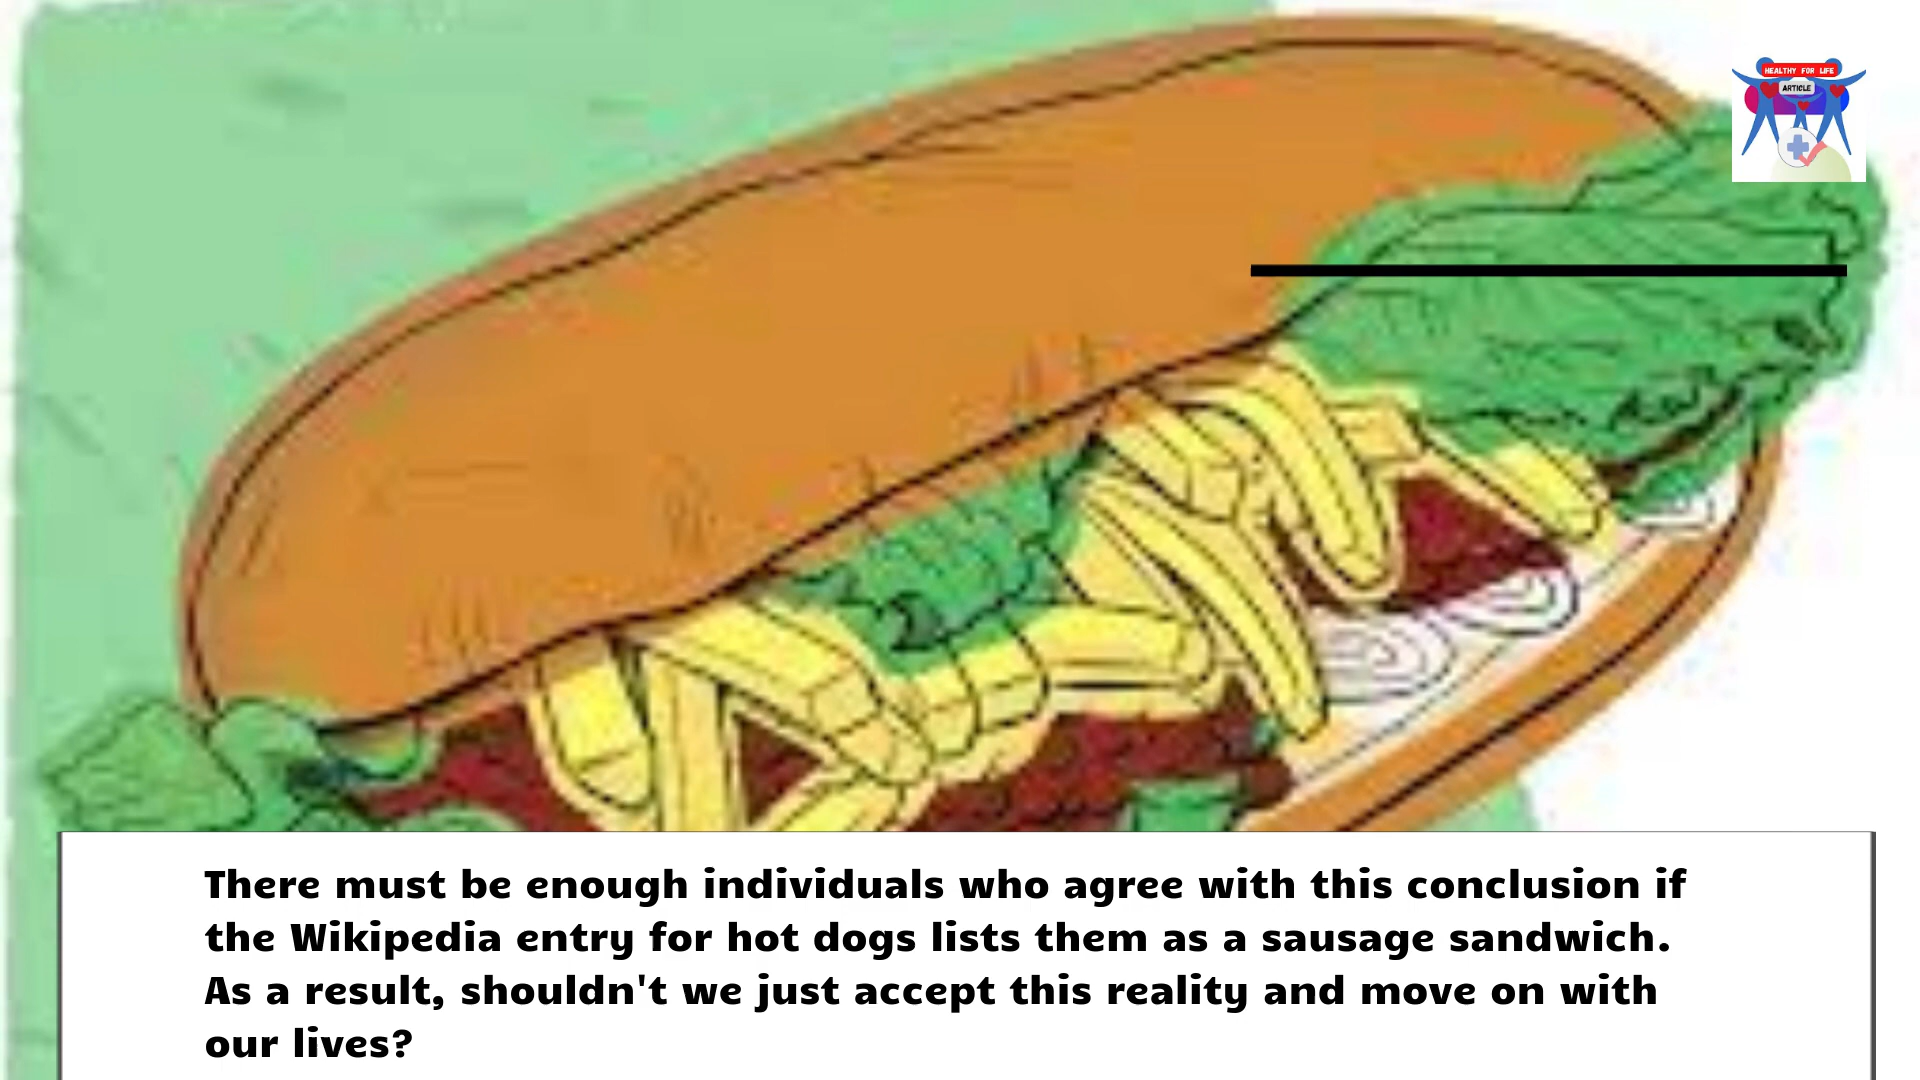 HEALTHY FOR LIFE
ARTICLE
There must be enough individuals who agree with this conclusion if
the Wikipedia entry for hot dogs lists them as a sausage sandwich.
As a result, shouldn't we just accept this reality and move on with
our lives?